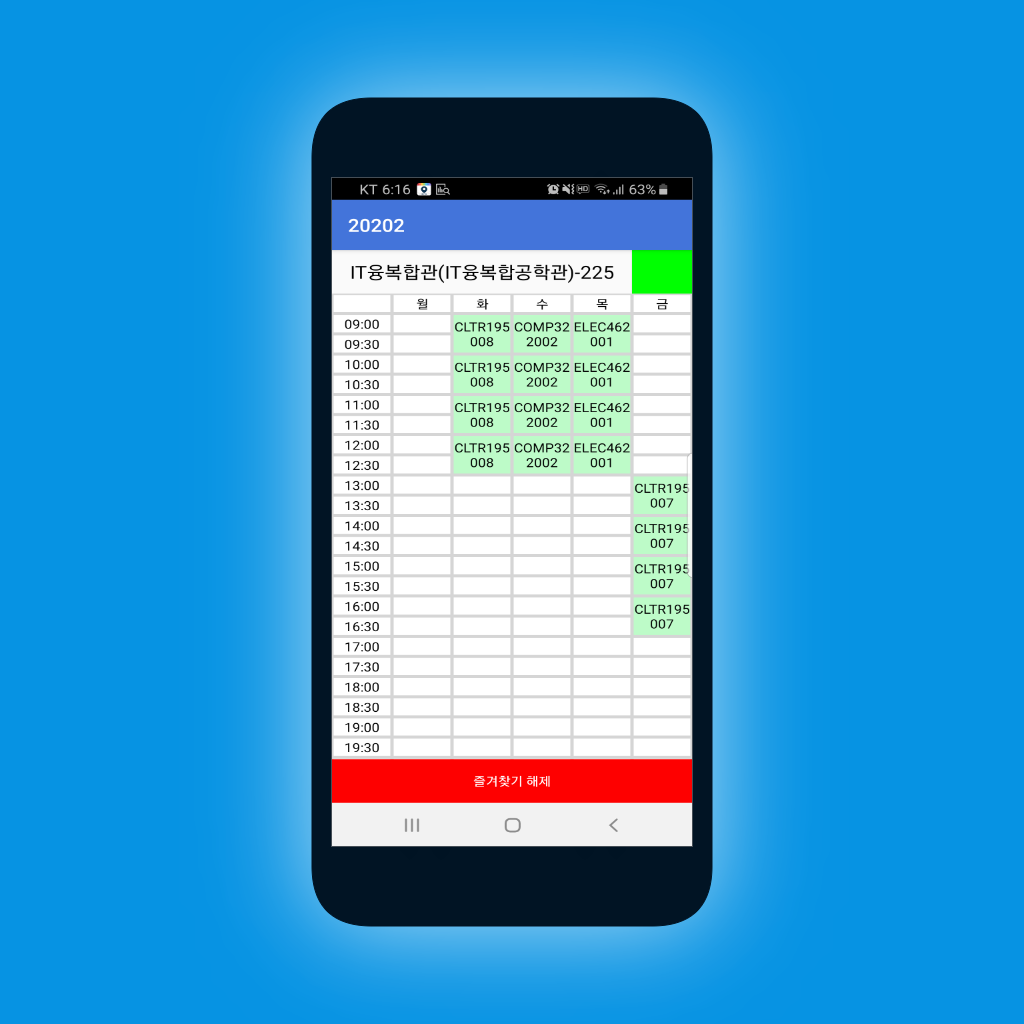 KT 6:16 HD 63%
20202
IT융복합관(IT융복합공학관)-225
월 화 수 목 금
09:00 CLTR195 COMP32 ELEC462
09:30 008 2002 001
10:00 CLTR195 COMP32 ELEC462
10:30 008 2002 001
11:00 CLTR195 COMP32 ELEC462
11:30 008 2002 001
12:00 CLTR195 COMP32 ELEC462
12:30 008 2002 001
13:00 CLTR195
13:30 007
14:00 CLTR195
14:30 007
15:00 CLTR195
15:30 007
16:00 CLTR195
16:30 007
17:00
17:30
18:00
18:30
19:00
19:30
즐겨찾기 해제